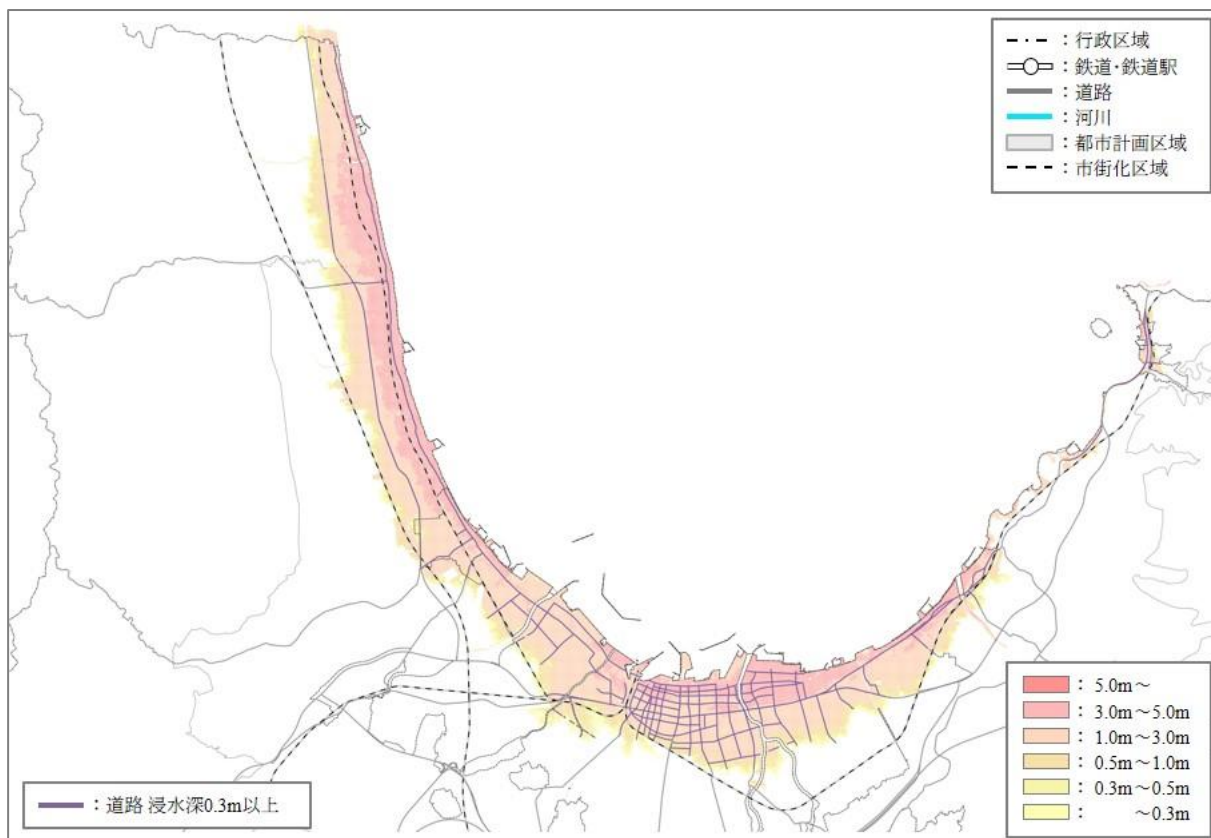 ：行政区域
：鉄道・鉄道駅
：道路
：河川
：都市計画区域
：市街化区域
：5.0m～
：3.0m～5.0m
：1.0m～3.0m
：0.5m～1.0m
：0.3m～0.5m
：　　～0.3m
：道路 浸水深0.3m以上